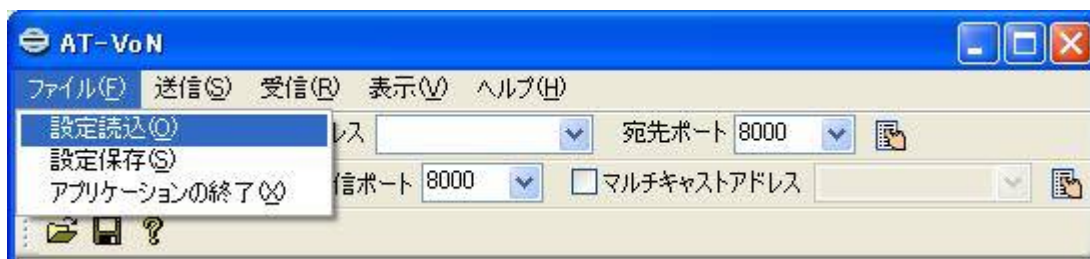 AT-VoN
ファイル(F) 送信(S) 受信(R) 表示(V) ヘルプ(H)
設定読込(O)
レス 宛先ポート 8000
設定保存(S)
アプリケーションの終了(X)
信ポート 8000 マルチキャストアドレス